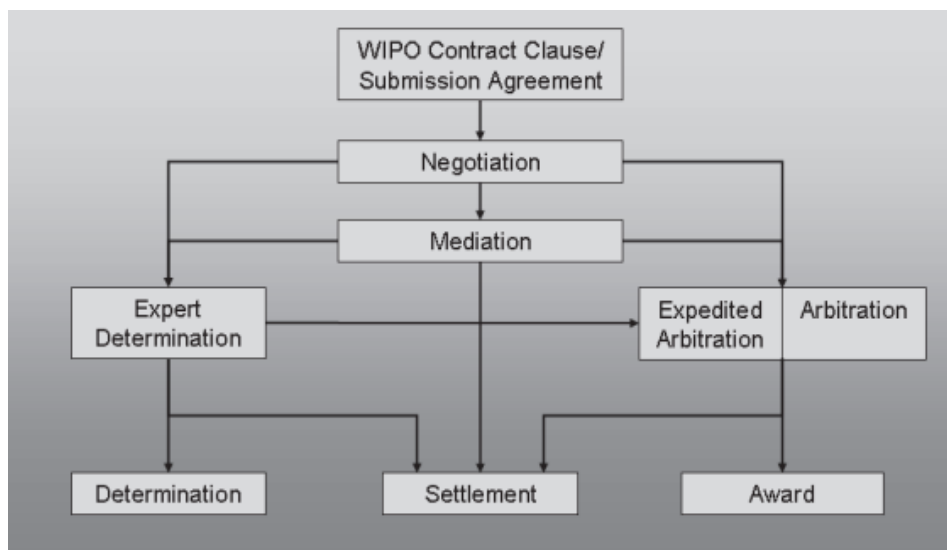 WIPO Contract Clause/
Submission Agreement
Negotiation
Mediation
Expert
Determination
Expedited
Arbitration
Arbitration
Determination
Settlement
Award